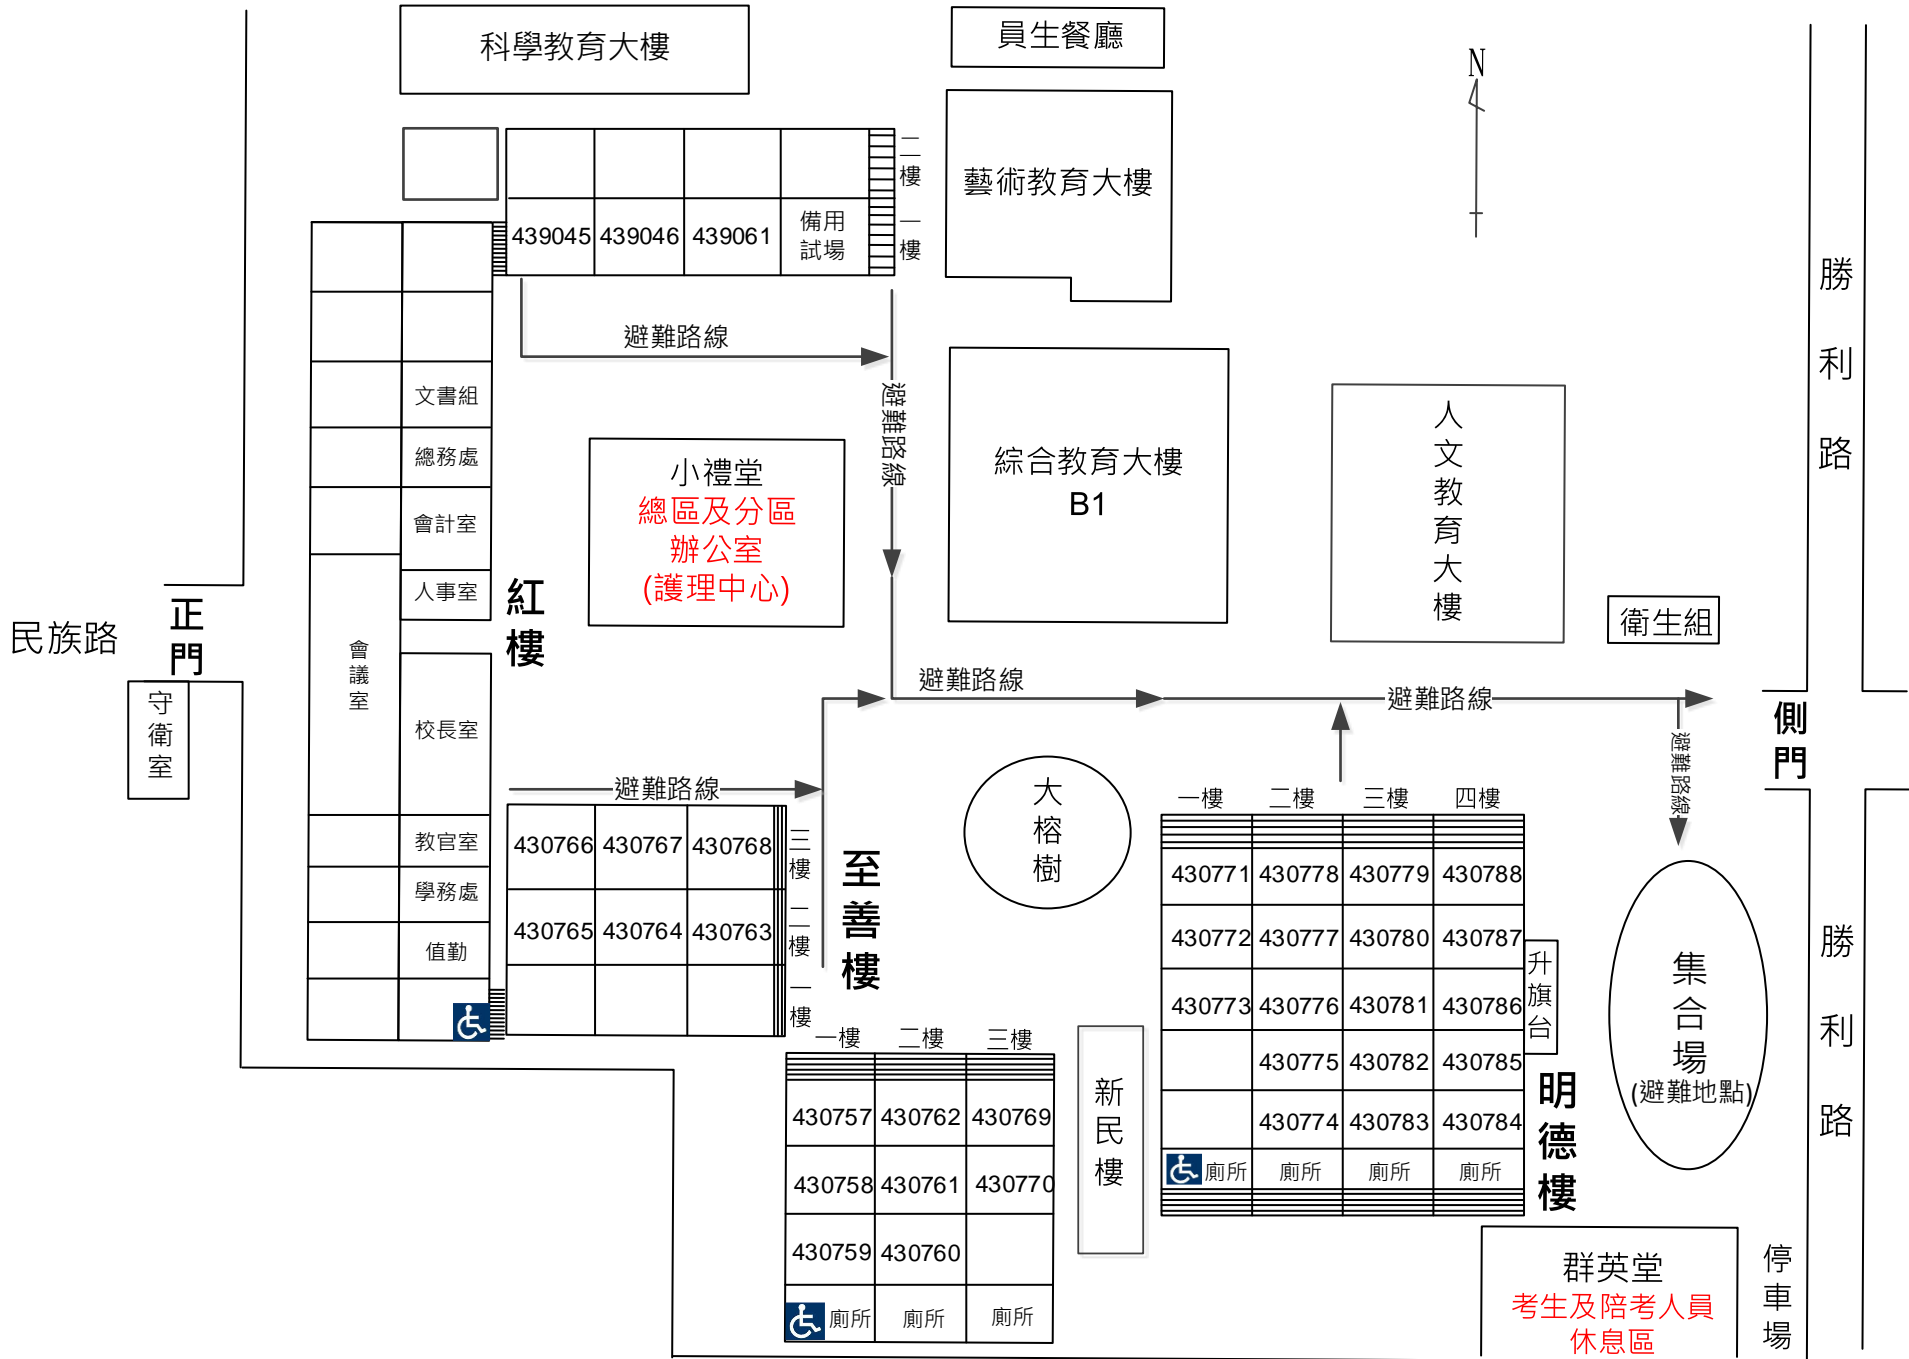 科學教育大樓
員生餐廳
N
藝術教育大樓
二樓
一樓
439045 439046 439061 備用試場
避難路線
避難路線
文書組
總務處
會計室
人事室
會議室
校長室
教官室
學務處
值勤
紅樓
小禮堂
總區及分區
辦公室
(護理中心)
綜合教育大樓
B1
人文教育大樓
衛生組
勝利路
民族路
正門
守衛室
避難路線
避難路線
避難路線
側門
避難路線
430766 430767 430768
三樓
430765 430764 430763
二樓
一樓
至善樓
大榕樹
一樓 二樓 三樓 四樓
430771 430778 430779 430788
430772 430777 430780 430787
430773 430776 430781 430786
430775 430782 430785
430774 430783 430784
廁所 廁所 廁所 廁所
升旗台
明德樓
集合場
(避難地點)
勝利路
一樓 二樓 三樓
430757 430762 430769
430758 430761 430770
430759 430760
廁所 廁所 廁所
新民樓
群英堂
考生及陪考人員
休息區
停車場